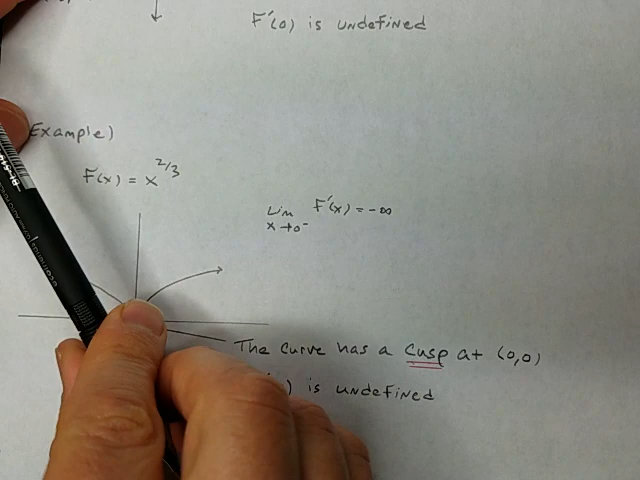 F'(0) is undefined
Example)
F(x) = x^{2/3}
Lim F'(x) = -∞
x→0⁻
The curve has a cusp at (0,0)
) is undefined